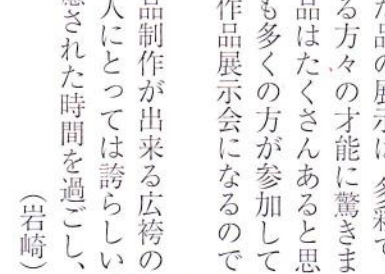 た品の展示に、多彩で
る方々の才能に驚きま
品はたくさんあると思
も多くの方が参加して
作品展示会になるので
品制作が出来る広袴の
人にとっては誇らしい
された時間を過ごし、
(岩崎)